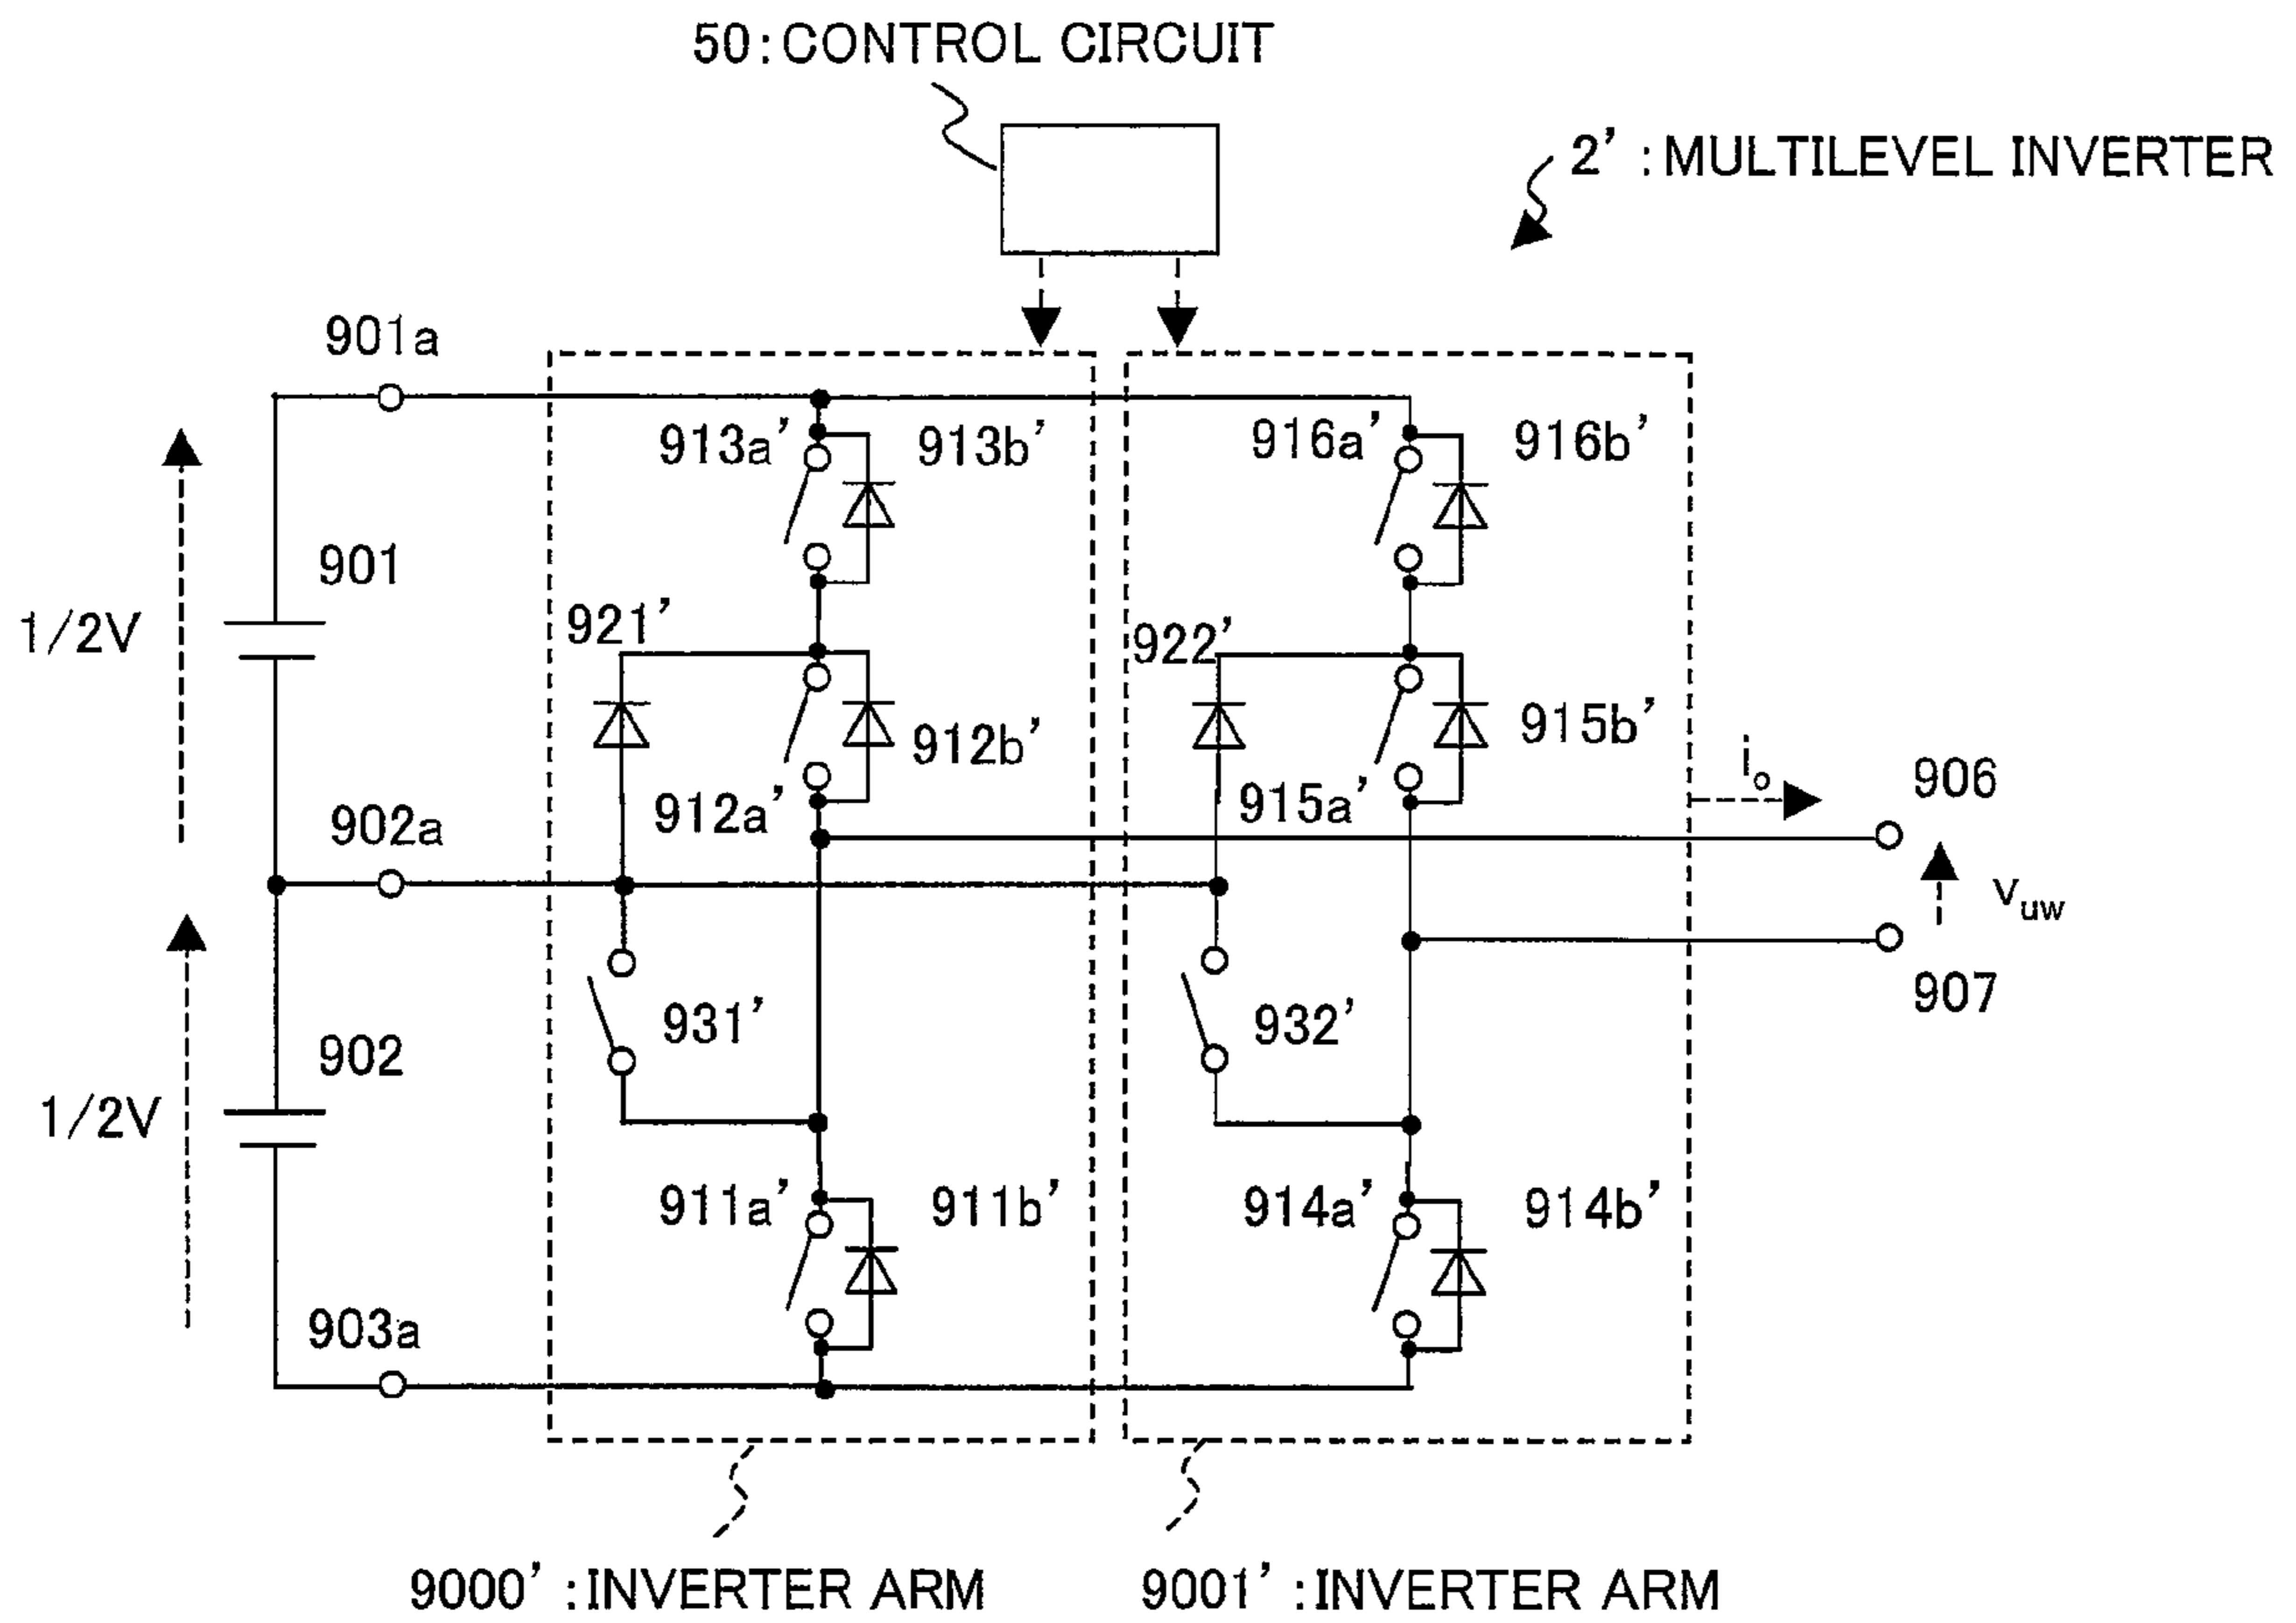 50:CONTROL CIRCUIT
2' :MULTILEVEL INVERTER
901a
913a' 913b' 916a' 916b'
901
1/2V
921' 922'
912b' 915b'
912a' 915a' io 906
902a
vuw
931' 932' 907
902
1/2V
911a' 911b' 914a' 914b'
903a
9000' :INVERTER ARM 9001' :INVERTER ARM